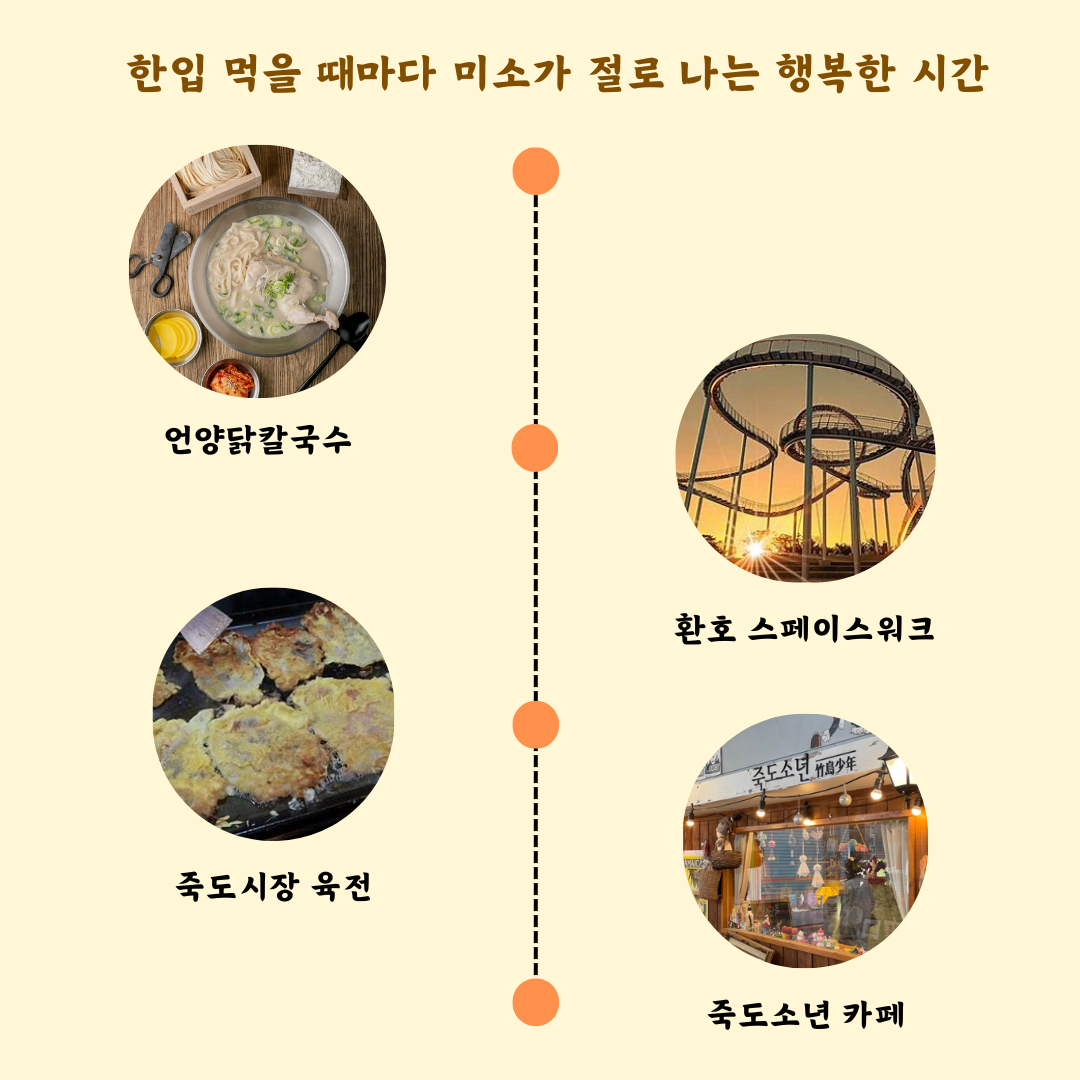 한입 먹을 때마다 미소가 절로 나는 행복한 시간
언양닭칼국수
환호 스페이스워크
죽도시장 육전
죽도소년 竹島少年
죽도소년 카페